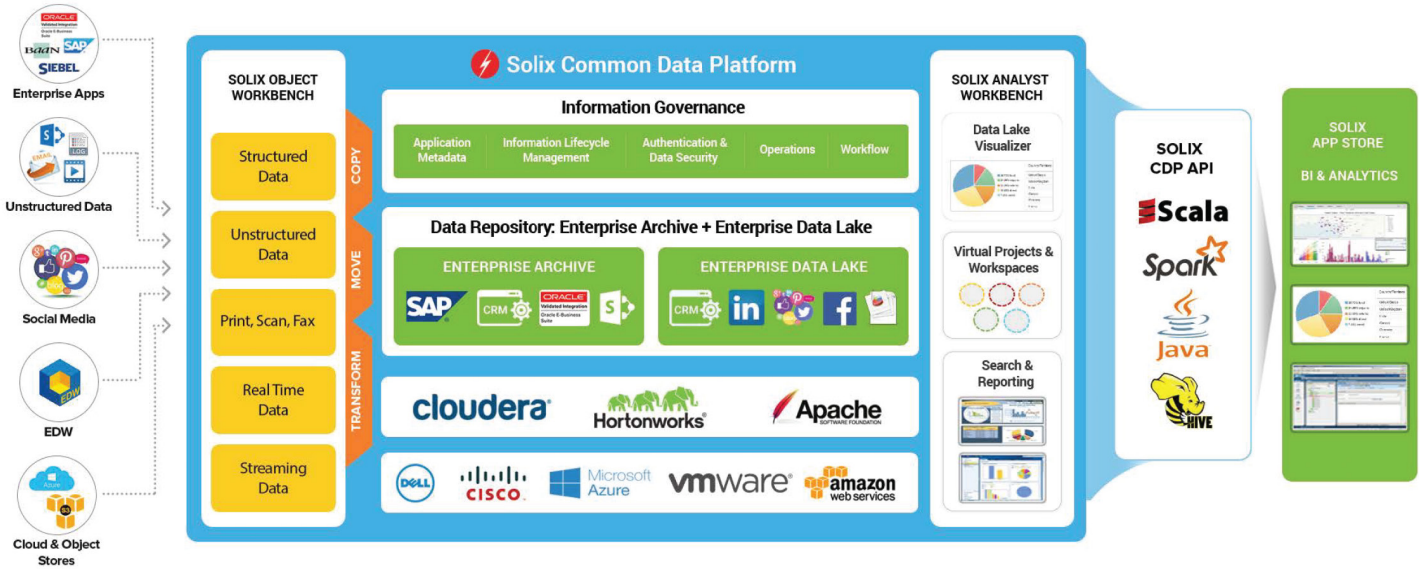 ORACLE
Validated Integration
Oracle E-Business
Suite
BaaN
SAP
SIEBEL
Enterprise Apps
S
LOG
EMAIL
Unstructured Data
Social Media
EDW
EDW
Azure
S3
Cloud & Object
Stores
SOLIX OBJECT
WORKBENCH
Structured
Data
Unstructured
Data
Print, Scan, Fax
Real Time
Data
Streaming
Data
COPY
MOVE
TRANSFORM
Solix Common Data Platform
Information Governance
Application
Metadata
Information Lifecycle
Management
Authentication &
Data Security
Operations
Workflow
Data Repository: Enterprise Archive + Enterprise Data Lake
ENTERPRISE ARCHIVE
SAP
CRM
ORACLE
Validated Integration
Oracle E-Business
Suite
S
ENTERPRISE DATA LAKE
CRM
in
f
cloudera
Hortonworks
Apache
SOFTWARE FOUNDATION
DELL
CISCO
Microsoft
Azure
vmware
amazon
web services
SOLIX ANALYST
WORKBENCH
Data Lake
Visualizer
Virtual Projects &
Workspaces
Search &
Reporting
SOLIX
CDP API
Scala
Spark
Java
HIVE
SOLIX
APP STORE
BI & ANALYTICS